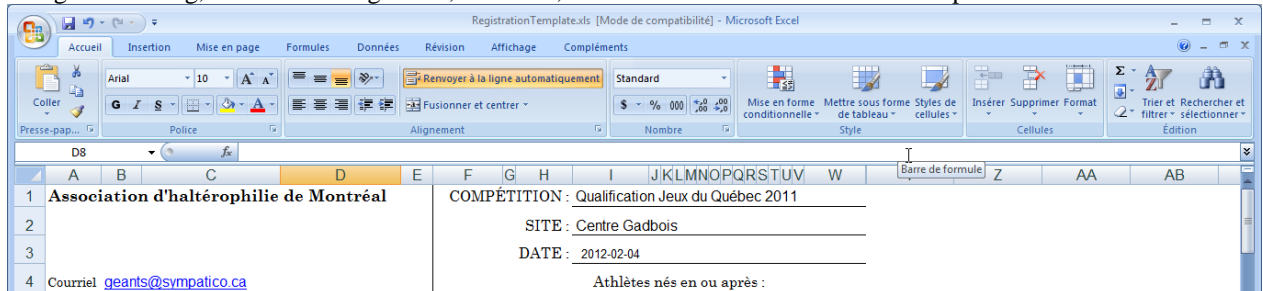 RegistrationTemplate.xls [Mode de compatibilité] - Microsoft Excel
Accueil Insertion Mise en page Formules Données Révision Affichage Compléments
Arial 10 A A Renvoyer à la ligne automatiquement Standard
Coller G I S A Fusionner et centrer $ % 000 ,0 ,00 ,00 ,0 Mise en forme conditionnelle Mettre sous forme de tableau Styles de cellules Insérer Supprimer Format Σ Trier et filtrer Rechercher et sélectionner
Presse-pap... Police Alignement Nombre Style Cellules Édition
D8 fx
Barre de formule
A B C D E F G H I J K L M N O P Q R S T U V W Z AA AB
1 Association d'haltérophilie de Montréal COMPÉTITION : Qualification Jeux du Québec 2011
2 SITE : Centre Gadbois
3 DATE : 2012-02-04
4 Courriel geants@sympatico.ca Athlètes nés en ou après :